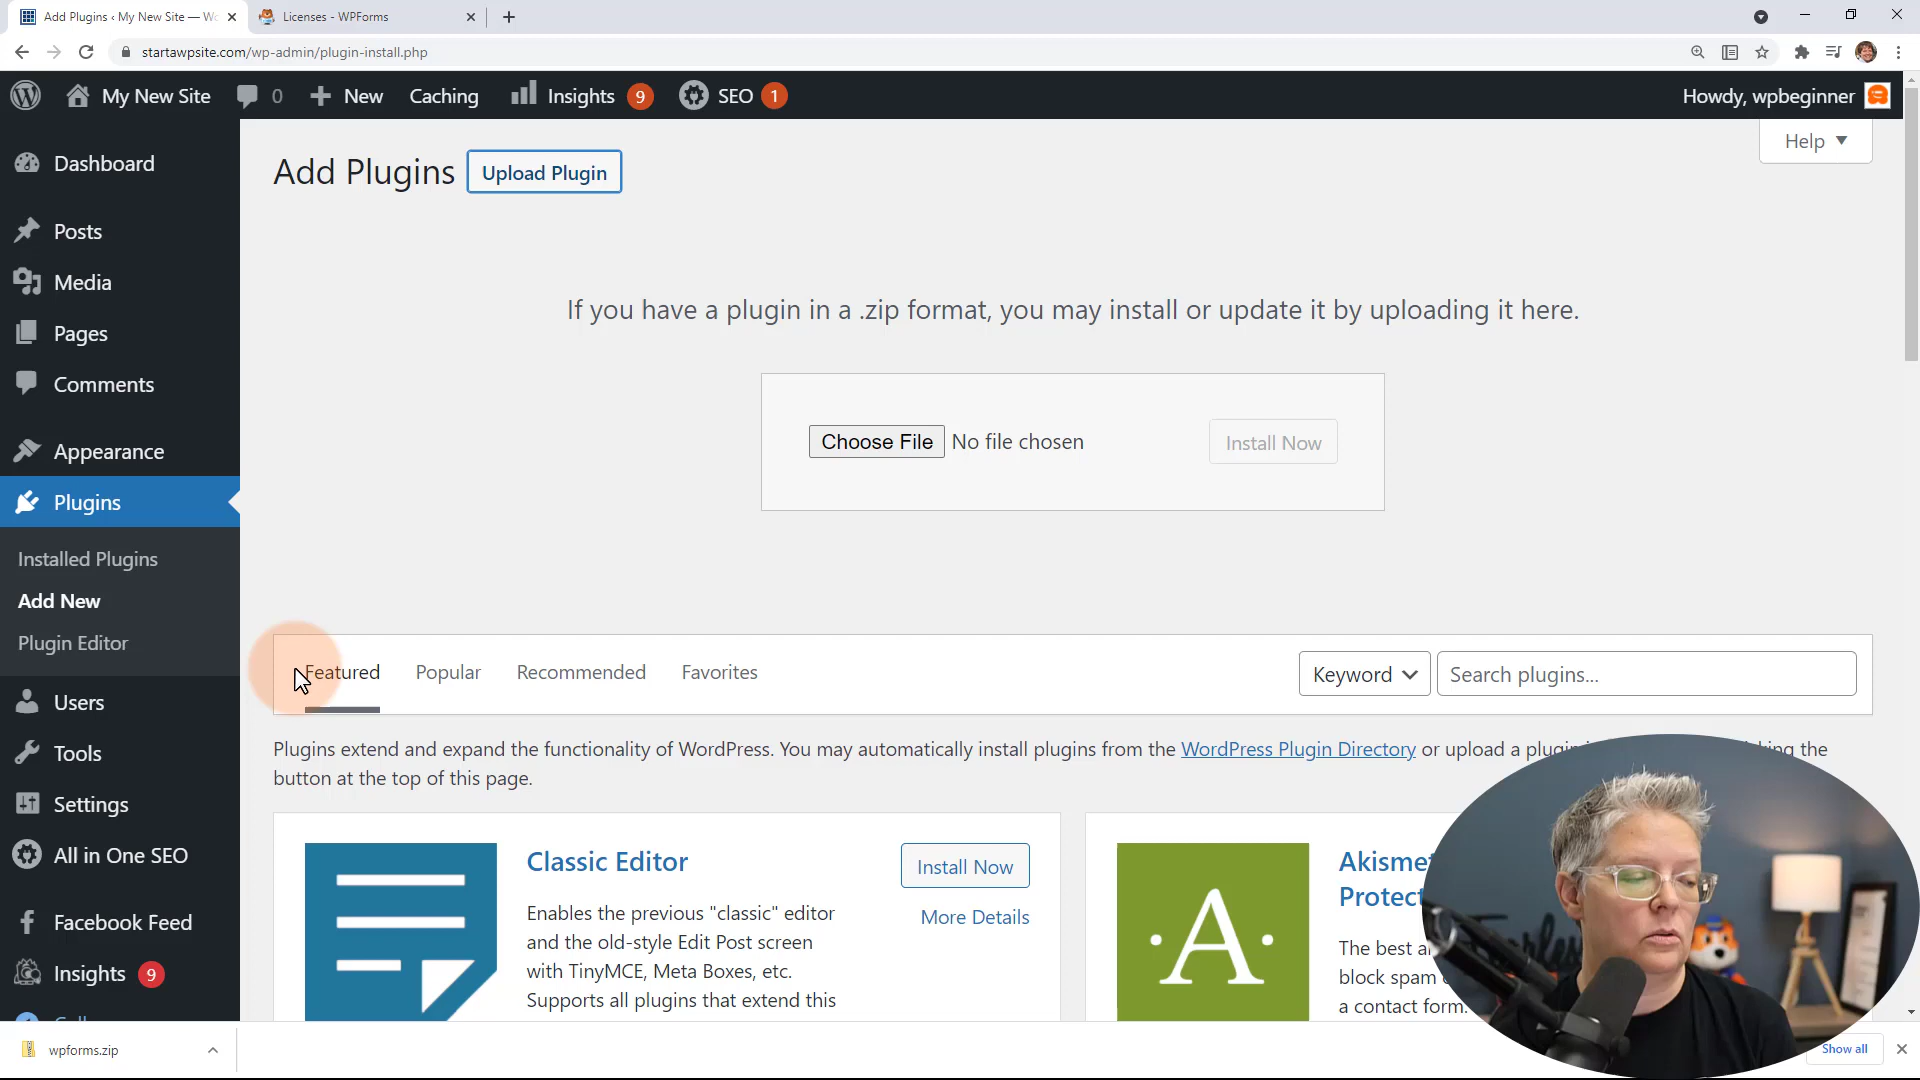 Add Plugins ‹ My New Site — Wo
Licenses - WPForms
startawpsite.com/wp-admin/plugin-install.php
My New Site
0
New
Caching
Insights 9
SEO 1
Howdy, wpbeginner
Help
Dashboard
Posts
Media
Pages
Comments
Appearance
Plugins
Installed Plugins
Add New
Plugin Editor
Users
Tools
Settings
All in One SEO
Facebook Feed
Insights 9
Add Plugins
Upload Plugin
If you have a plugin in a .zip format, you may install or update it by uploading it here.
Choose File No file chosen
Install Now
Featured
Popular
Recommended
Favorites
Keyword
Search plugins...
Plugins extend and expand the functionality of WordPress. You may automatically install plugins from the WordPress Plugin Directory or upload a the
button at the top of this page.
Classic Editor
Install Now
More Details
Enables the previous "classic" editor
and the old-style Edit Post screen
with TinyMCE, Meta Boxes, etc.
Supports all plugins that extend this
A
Akisme
Protect
The best
block spam
a contact form.
wpforms.zip
Show all